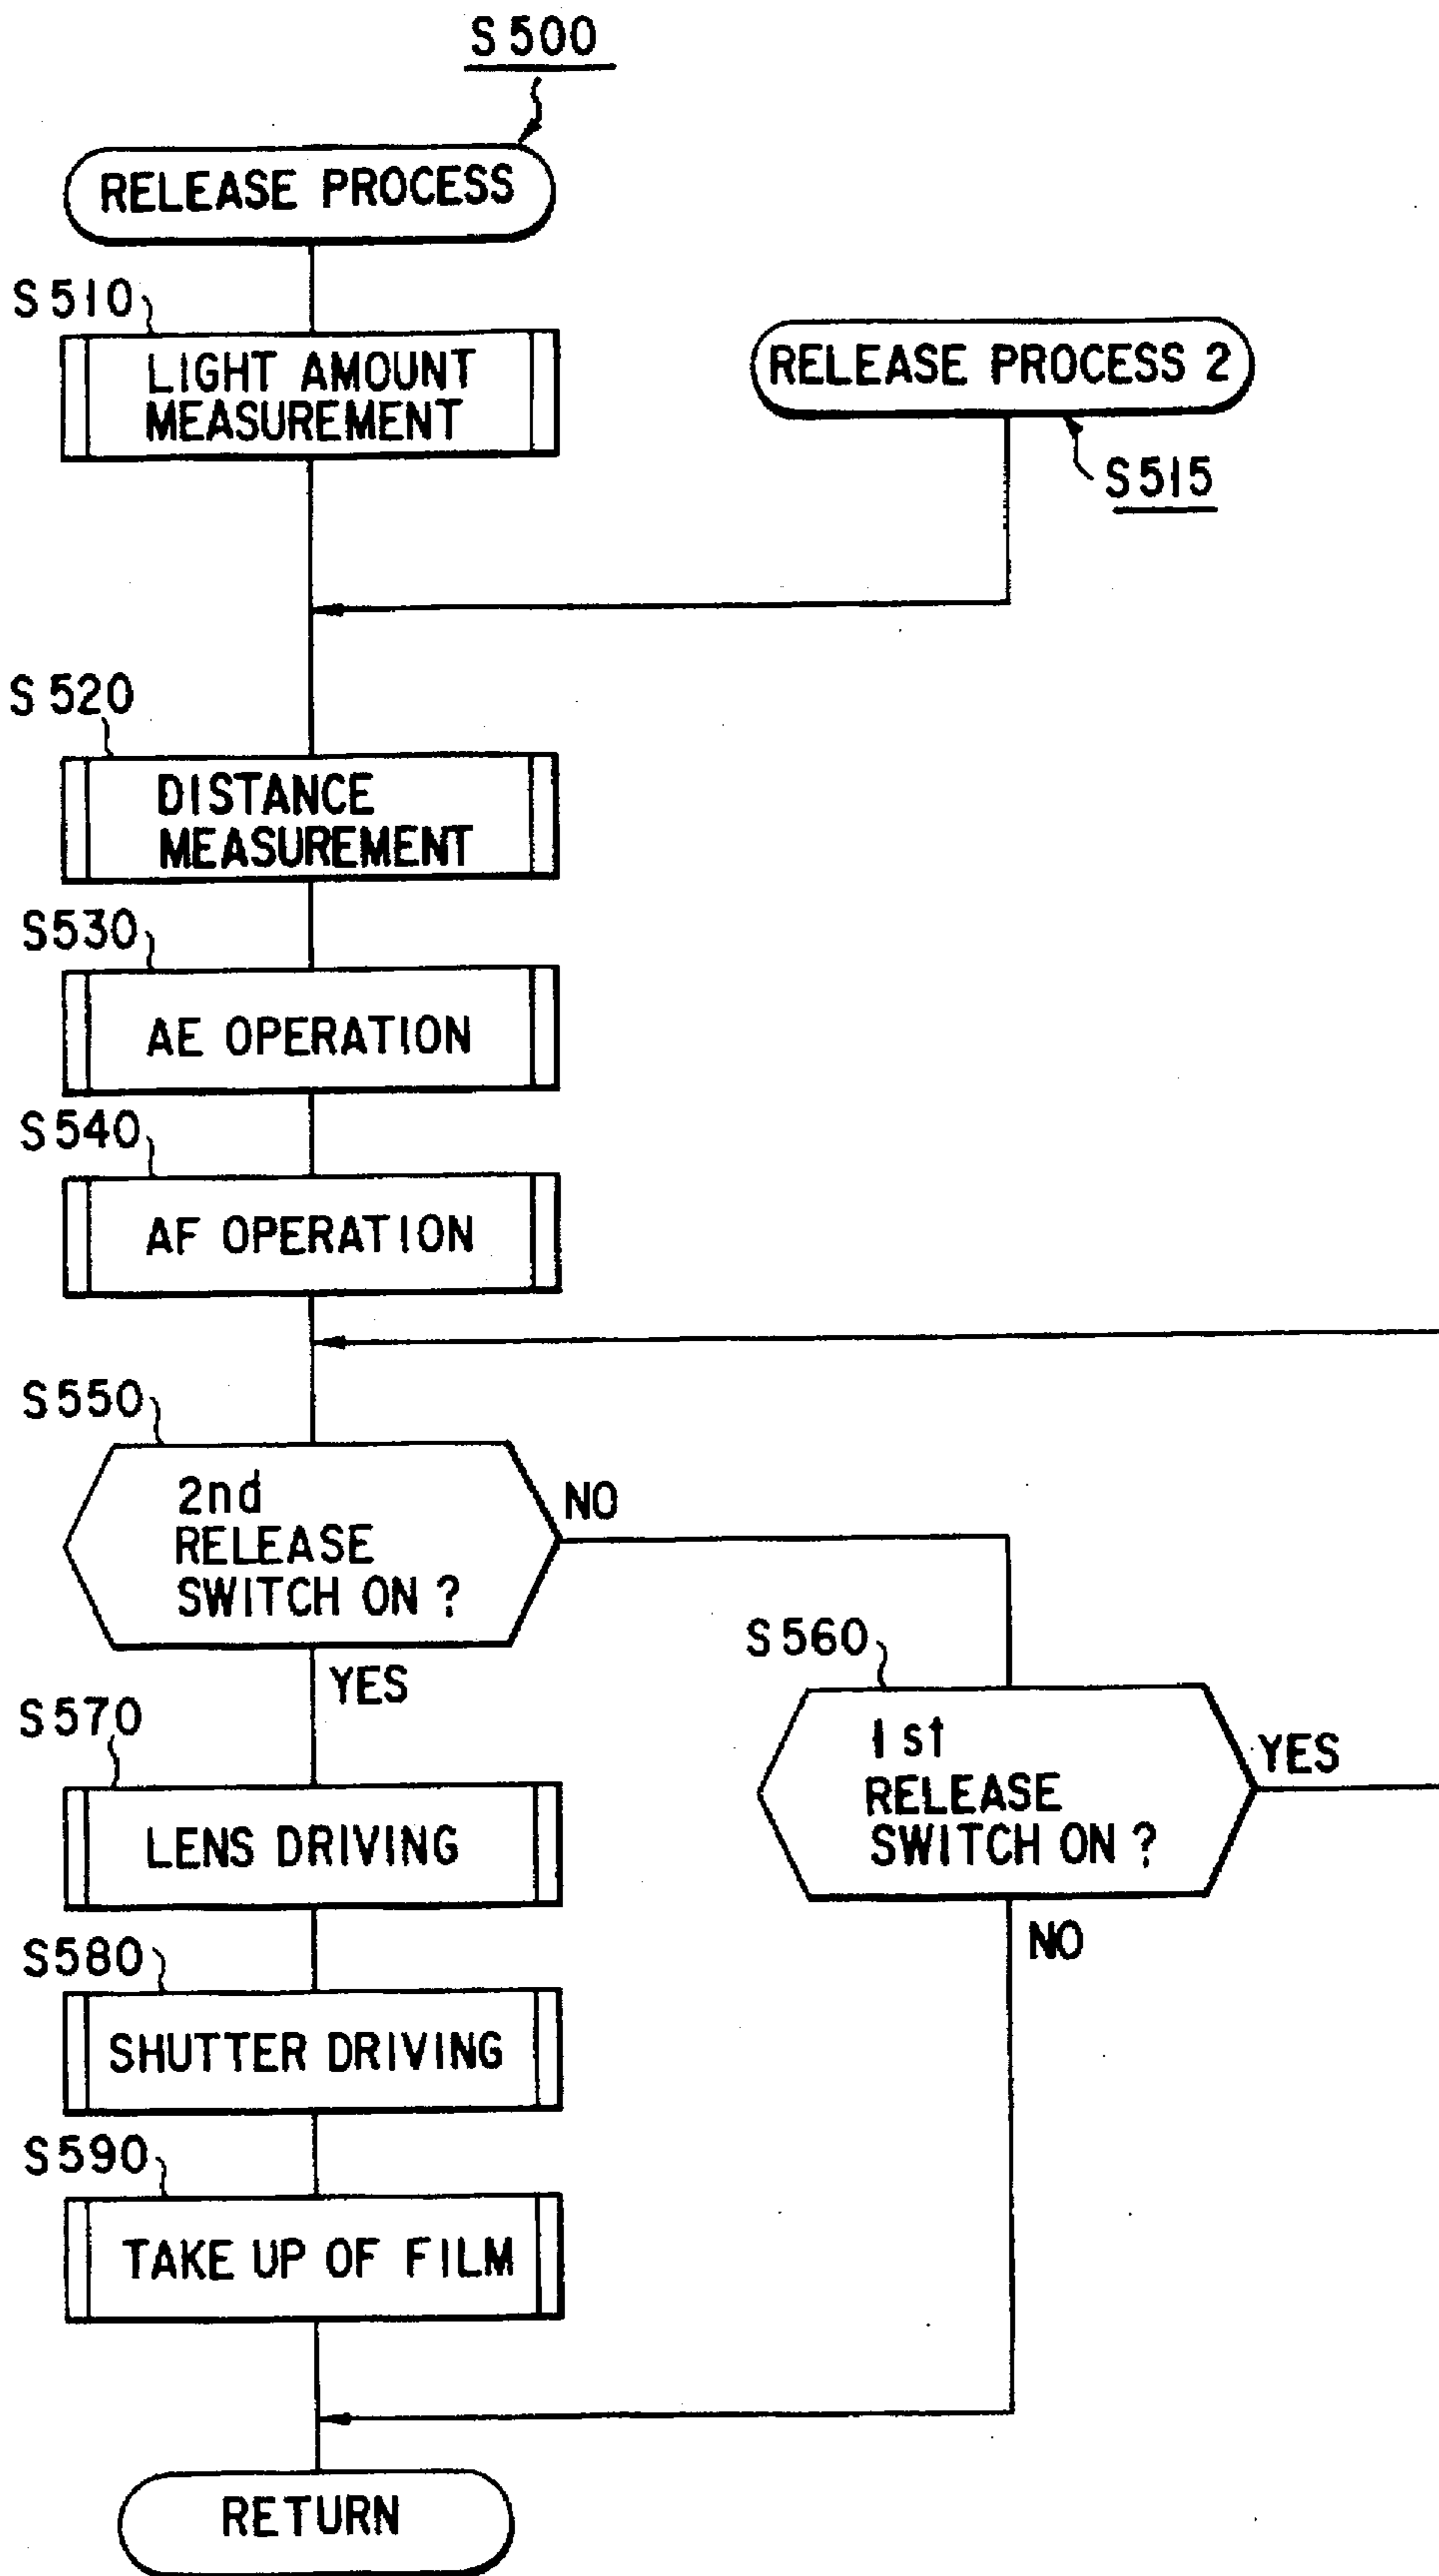 S500
RELEASE PROCESS
S510
LIGHT AMOUNT
MEASUREMENT
RELEASE PROCESS 2
S515
S520
DISTANCE
MEASUREMENT
S530
AE OPERATION
S540
AF OPERATION
S550
2nd
RELEASE
SWITCH ON ?
NO
YES
S560
1st
RELEASE
SWITCH ON ?
YES
NO
S570
LENS DRIVING
S580
SHUTTER DRIVING
S590
TAKE UP OF FILM
RETURN